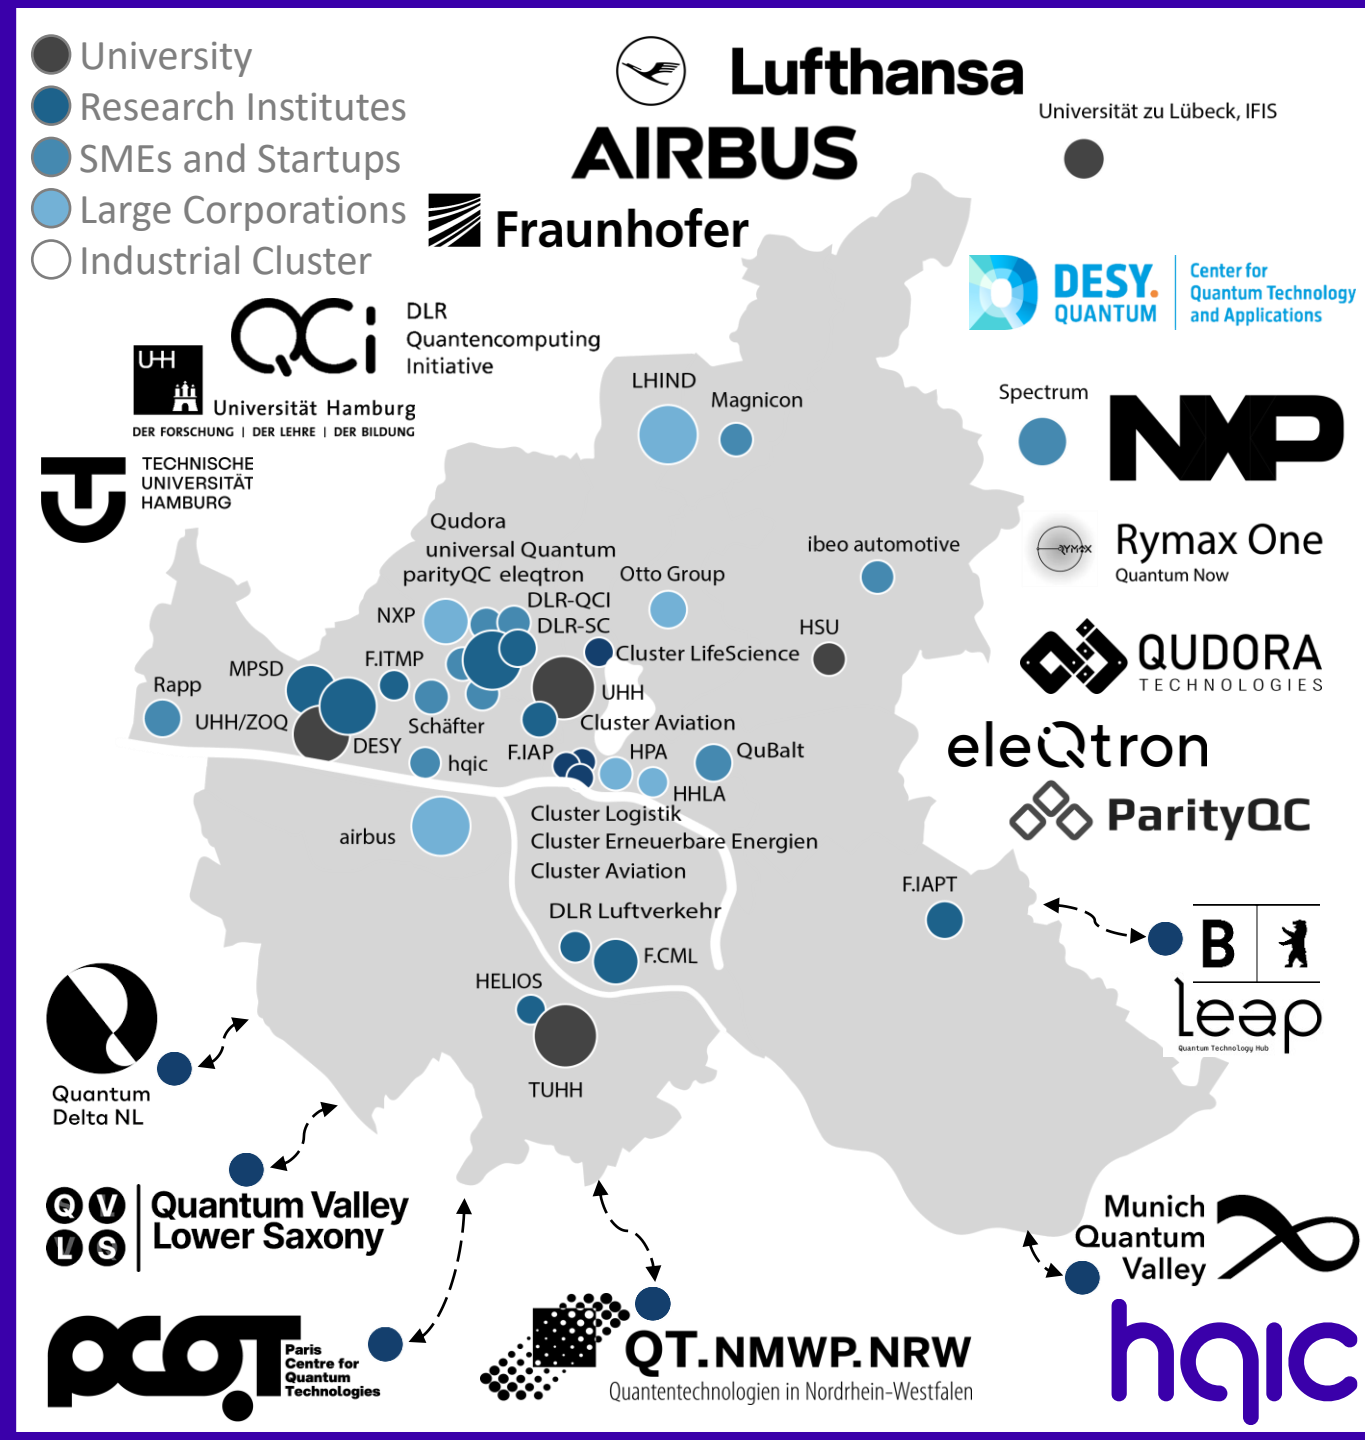 University
Research Institutes
SMEs and Startups
Large Corporations
Industrial Cluster
Lufthansa
AIRBUS
Fraunhofer
Universität zu Lübeck, IFIS
DESY.
QUANTUM
Center for
Quantum Technology
and Applications
QCi
DLR
Quantencomputing
Initiative
UHH
Universität Hamburg
DER FORSCHUNG | DER LEHRE | DER BILDUNG
TECHNISCHE
UNIVERSITÄT
HAMBURG
LHIND
Magnicon
Spectrum
NXP
RYMAX
Rymax One
Quantum Now
Qudora
universal Quantum
parityQC eleqtron
Otto Group
ibeo automotive
NXP
DLR-QCI
DLR-SC
HSU
F.ITMP
Cluster LifeScience
MPSD
Rapp
UHH
UHH/ZOQ
Schäfter
Cluster Aviation
DESY
F.IAP
HPA
QuBalt
hqic
HHLA
airbus
Cluster Logistik
Cluster Erneuerbare Energien
Cluster Aviation
QUDORA
TECHNOLOGIES
eleQtron
ParityQC
F.IAPT
DLR Luftverkehr
F.CML
HELIOS
TUHH
B
leap
Quantum Technology Hub
Quantum
Delta NL
QVLS
Quantum Valley
Lower Saxony
Munich
Quantum
Valley
pcqt
Paris
Centre for
Quantum
Technologies
QT.NMWP.NRW
Quantentechnologien in Nordrhein-Westfalen
hqic